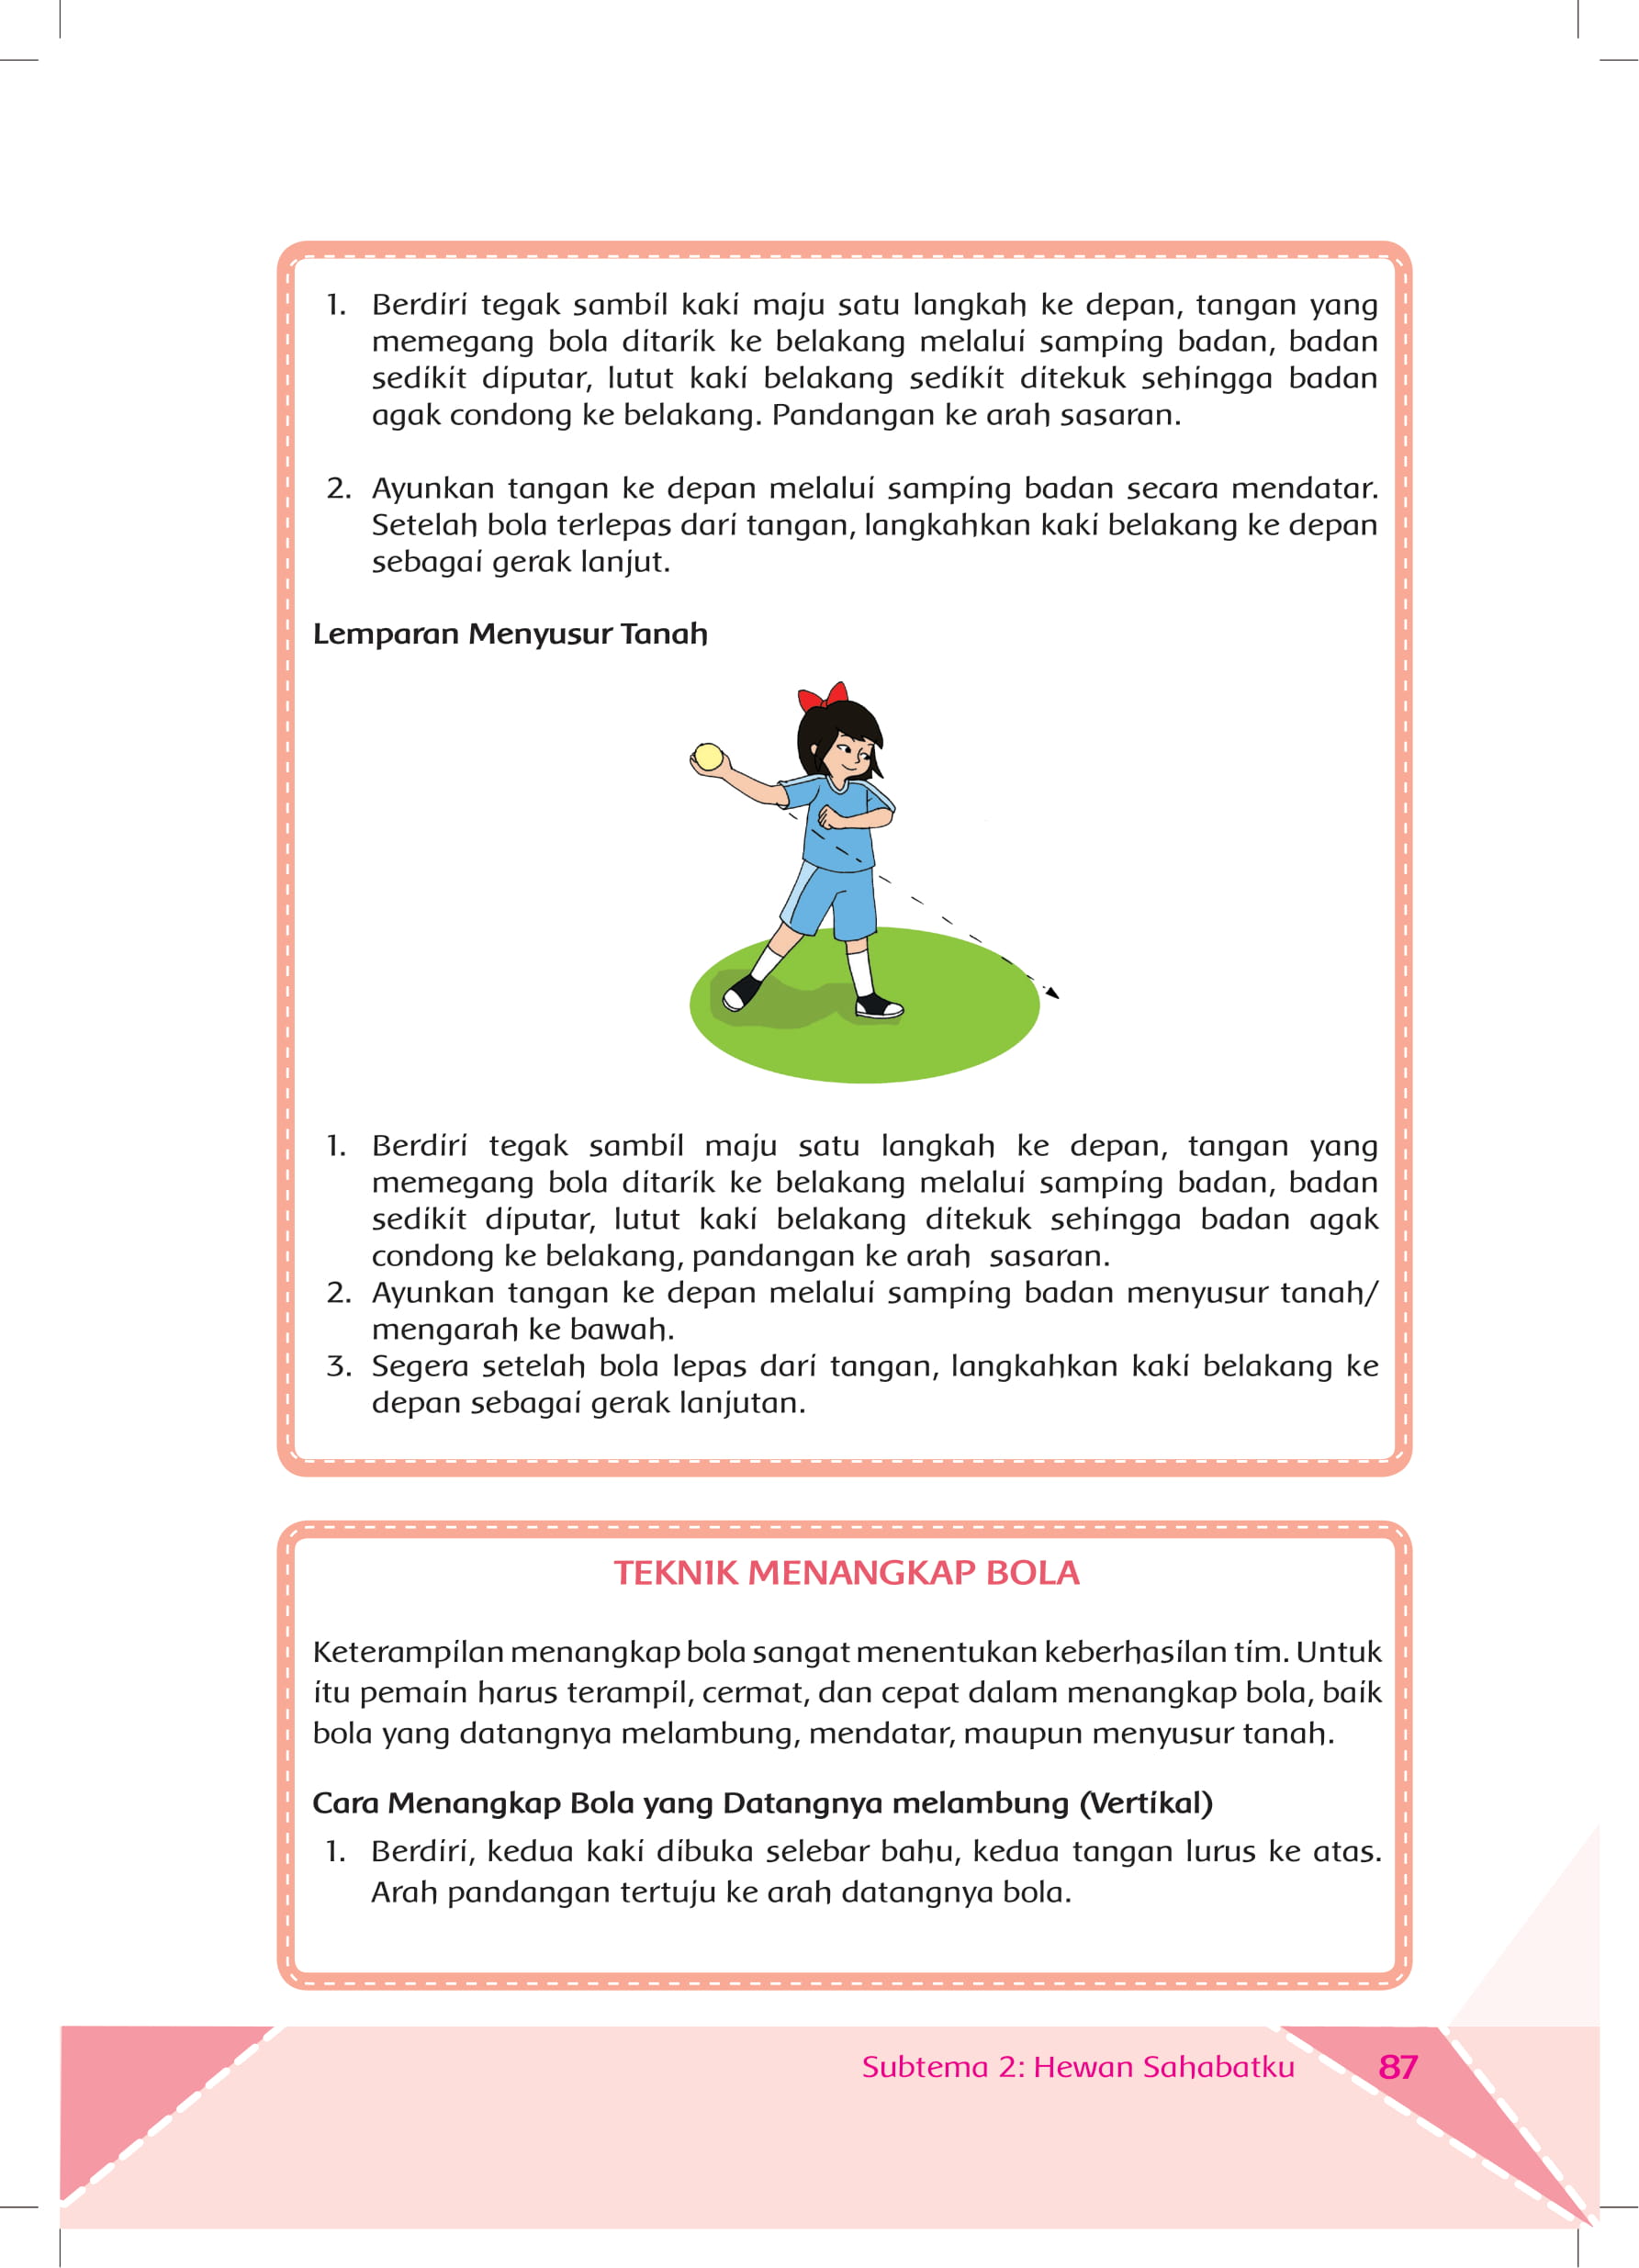 1. Berdiri tegak sambil kaki maju satu langkah ke depan, tangan yang
memegang bola ditarik ke belakang melalui samping badan, badan
sedikit diputar, lutut kaki belakang sedikit ditekuk sehingga badan
agak condong ke belakang. Pandangan ke arah sasaran.
2. Ayunkan tangan ke depan melalui samping badan secara mendatar.
Setelah bola terlepas dari tangan, langkahkan kaki belakang ke depan
sebagai gerak lanjut.
Lemparan Menyusur Tanah
1. Berdiri tegak sambil maju satu langkah ke depan, tangan yang
memegang bola ditarik ke belakang melalui samping badan, badan
sedikit diputar, lutut kaki belakang ditekuk sehingga badan agak
condong ke belakang, pandangan ke arah sasaran.
2. Ayunkan tangan ke depan melalui samping badan menyusur tanah/
mengarah ke bawah.
3. Segera setelah bola lepas dari tangan, langkahkan kaki belakang ke
depan sebagai gerak lanjutan.
TEKNIK MENANGKAP BOLA
Keterampilan menangkap bola sangat menentukan keberhasilan tim. Untuk
itu pemain harus terampil, cermat, dan cepat dalam menangkap bola, baik
bola yang datangnya melambung, mendatar, maupun menyusur tanah.
Cara Menangkap Bola yang Datangnya melambung (Vertikal)
1. Berdiri, kedua kaki dibuka selebar bahu, kedua tangan lurus ke atas.
Arah pandangan tertuju ke arah datangnya bola.
Subtema 2: Hewan Sahabatku 87